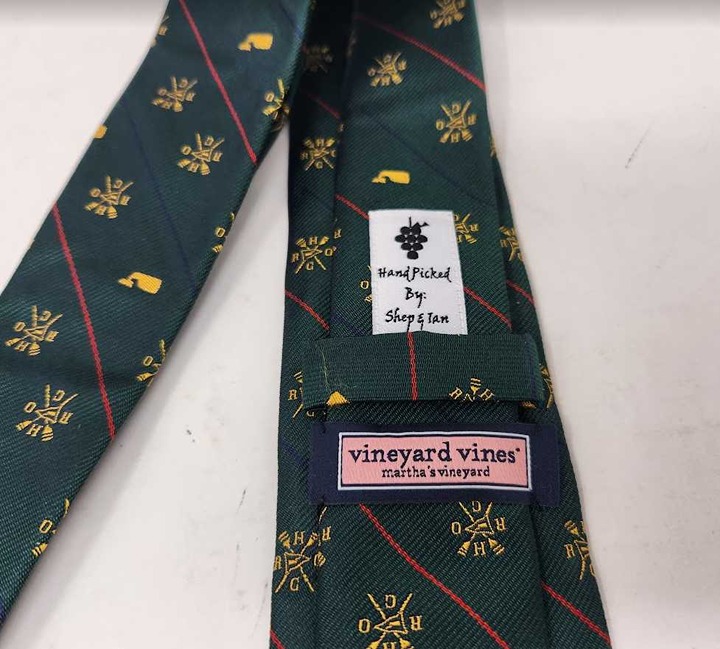 Hand Picked
By:
Shep & Ian
vineyard vines®
martha's vineyard
R H
G O